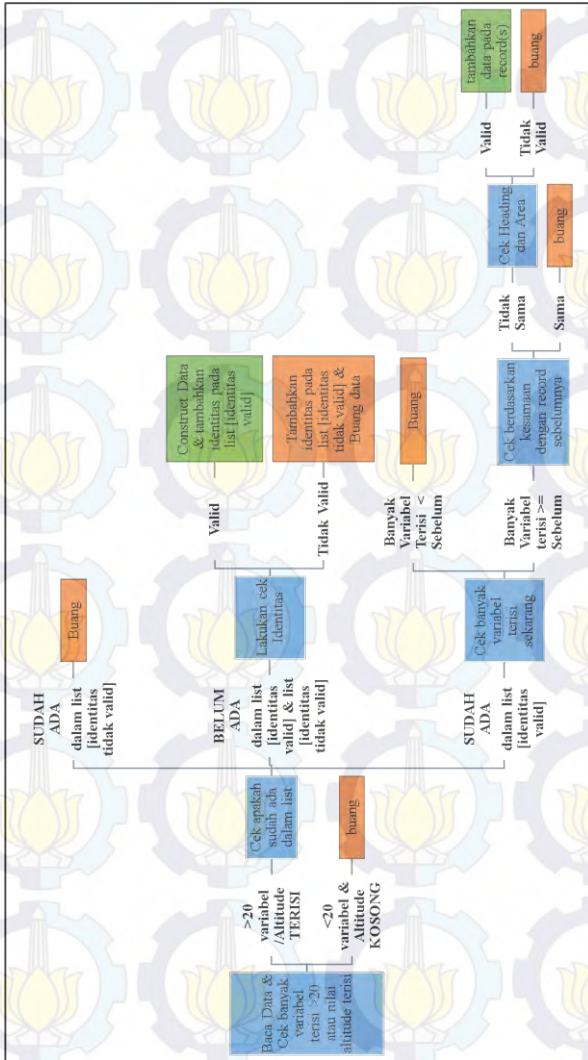 Baca Data &
Cek banyak
variabel
terisi >20
atau nilai
altitude terisi
>20
variabel
/Altitude
TERISI
<20
variabel &
Altitude
KOSONG
Cek apakah
sudah ada
dalam list
buang
SUDAH
ADA
dalam list
[identitas
tidak valid]
Buang
BELUM
ADA
dalam list
[identitas
valid] & list
[identitas
tidak valid]
Lakukan cek
Identitas
Valid
Construct Data
& tambahkan
identitas pada
list [identitas
valid]
Tidak Valid
Tambahkan
identitas pada
list [identitas
tidak valid] &
Buang data
SUDAH
ADA
dalam list
[identitas
valid]
Cek banyak
variabel
terisi
sekarang
Banyak
Variabel
Terisi <
Sebelum
Buang
Banyak
Variabel
terisi >=
Sebelum
Cek berdasarkan
kesamaan
dengan record
sebelumnya
Tidak
Sama
Cek Heading
dan Area
Sama
buang
Valid
tambahkan
data pada
record(s)
Tidak
Valid
buang